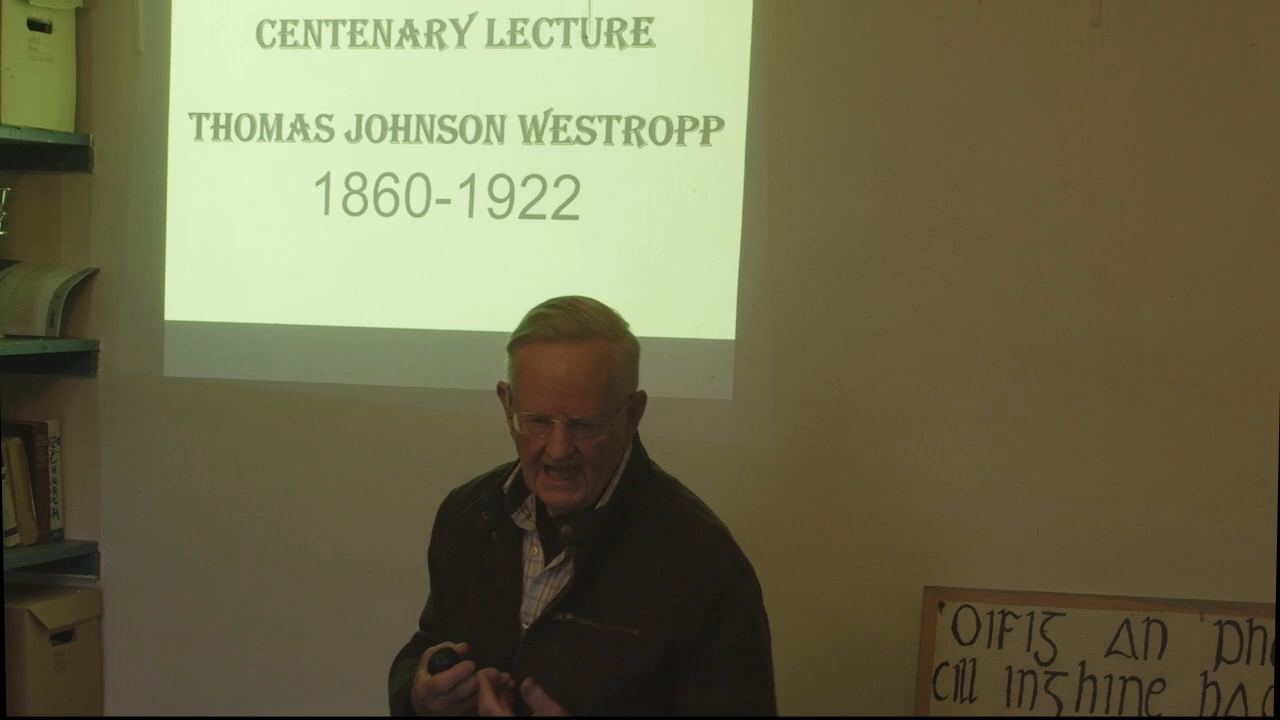 CENTENARY LECTURE
THOMAS JOHNSON WESTROPP
1860-1922
OIFIG AN
CILL INGHINE